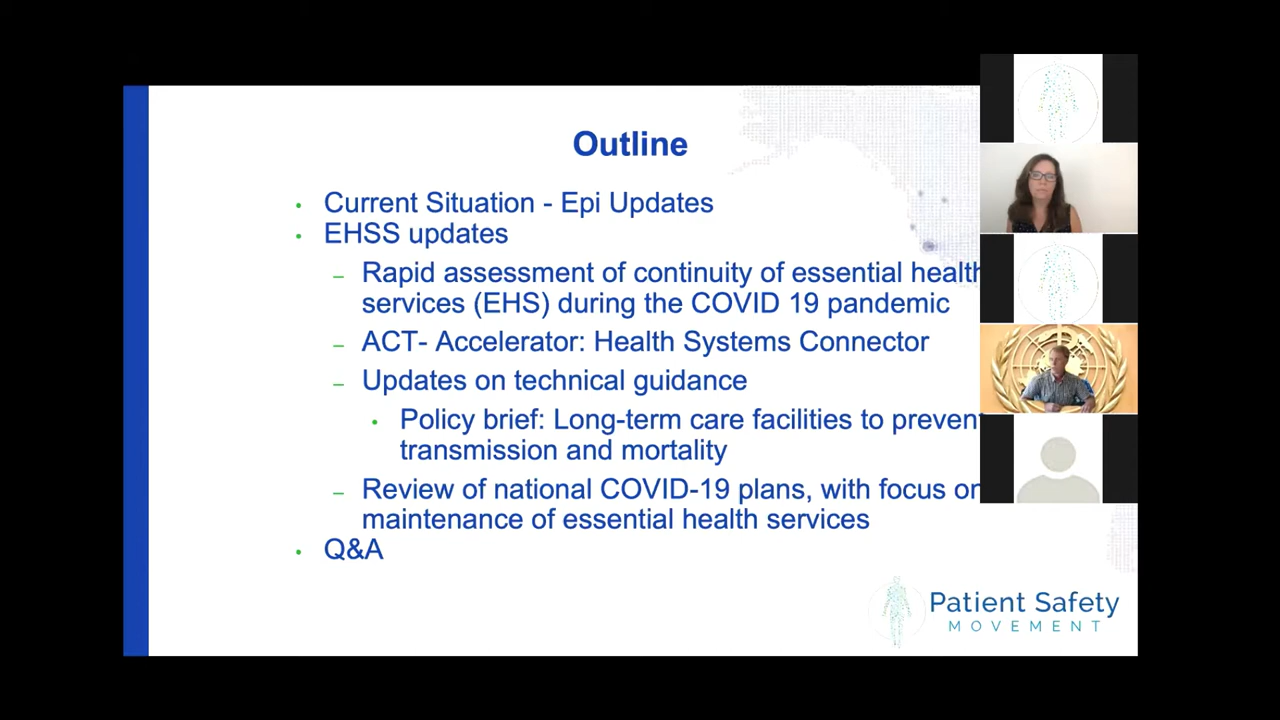 Outline
• Current Situation - Epi Updates
• EHSS updates
– Rapid assessment of continuity of essential health
services (EHS) during the COVID 19 pandemic
– ACT- Accelerator: Health Systems Connector
– Updates on technical guidance
• Policy brief: Long-term care facilities to prevent
transmission and mortality
– Review of national COVID-19 plans, with focus on
maintenance of essential health services
• Q&A
Patient Safety
MOVEMENT